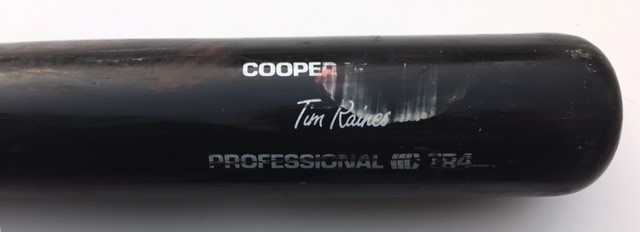 COOPER
Tim Raines
PROFESSIONAL TR4